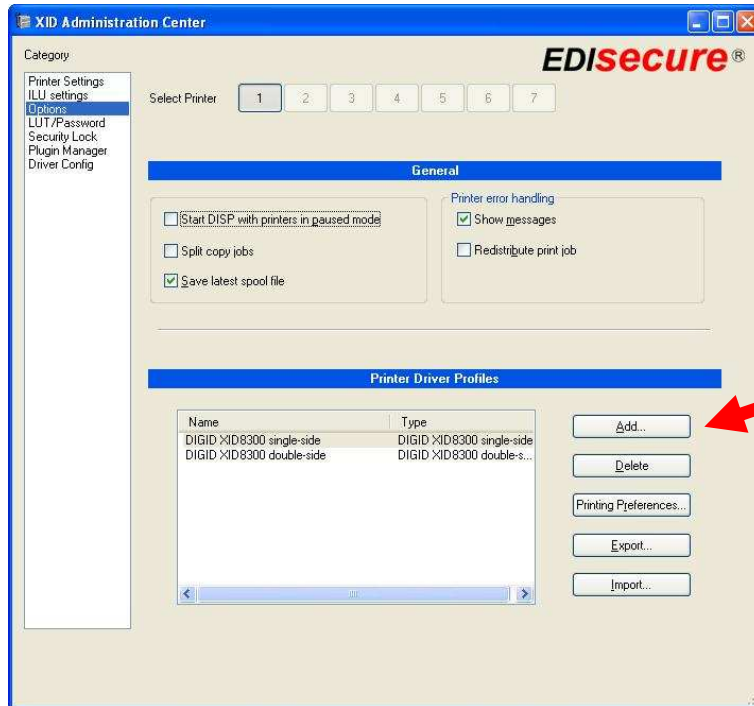 XID Administration Center
Category
EDIsecure®
Printer Settings
ILU settings
Options
LUT/Password
Security Lock
Plugin Manager
Driver Config
Select Printer 1 2 3 4 5 6 7
General
Printer error handling
Start DISP with printers in paused mode
Show messages
Split copy jobs
Redistribute print job
Save latest spool file
Printer Driver Profiles
Name Type
DIGID XID8300 single-side DIGID XID8300 single-side
DIGID XID8300 double-side DIGID XID8300 double-s...
Add...
Delete
Printing Preferences...
Export...
Import...